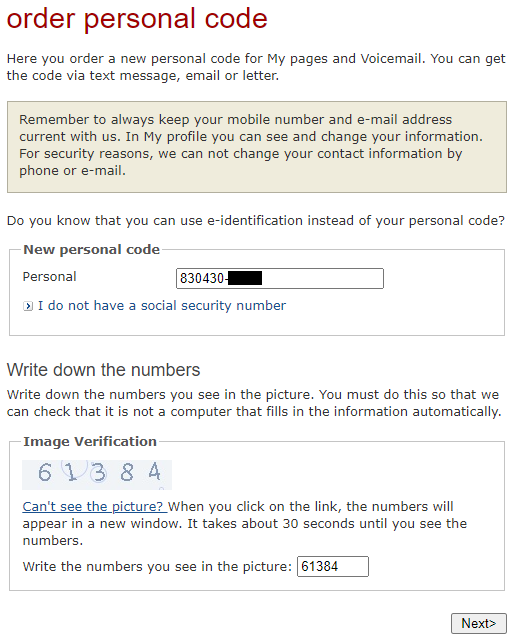 order personal code
Here you order a new personal code for My pages and Voicemail. You can get
the code via text message, email or letter.
Remember to always keep your mobile number and e-mail address
current with us. In My profile you can see and change your information.
For security reasons, we can not change your contact information by
phone or e-mail.
Do you know that you can use e-identification instead of your personal code?
New personal code
Personal 830430-
I do not have a social security number
Write down the numbers
Write down the numbers you see in the picture. You must do this so that we
can check that it is not a computer that fills in the information automatically.
Image Verification
6 1 3 8 4
Can't see the picture? When you click on the link, the numbers will
appear in a new window. It takes about 30 seconds until you see the
numbers.
Write the numbers you see in the picture: 61384
Next>